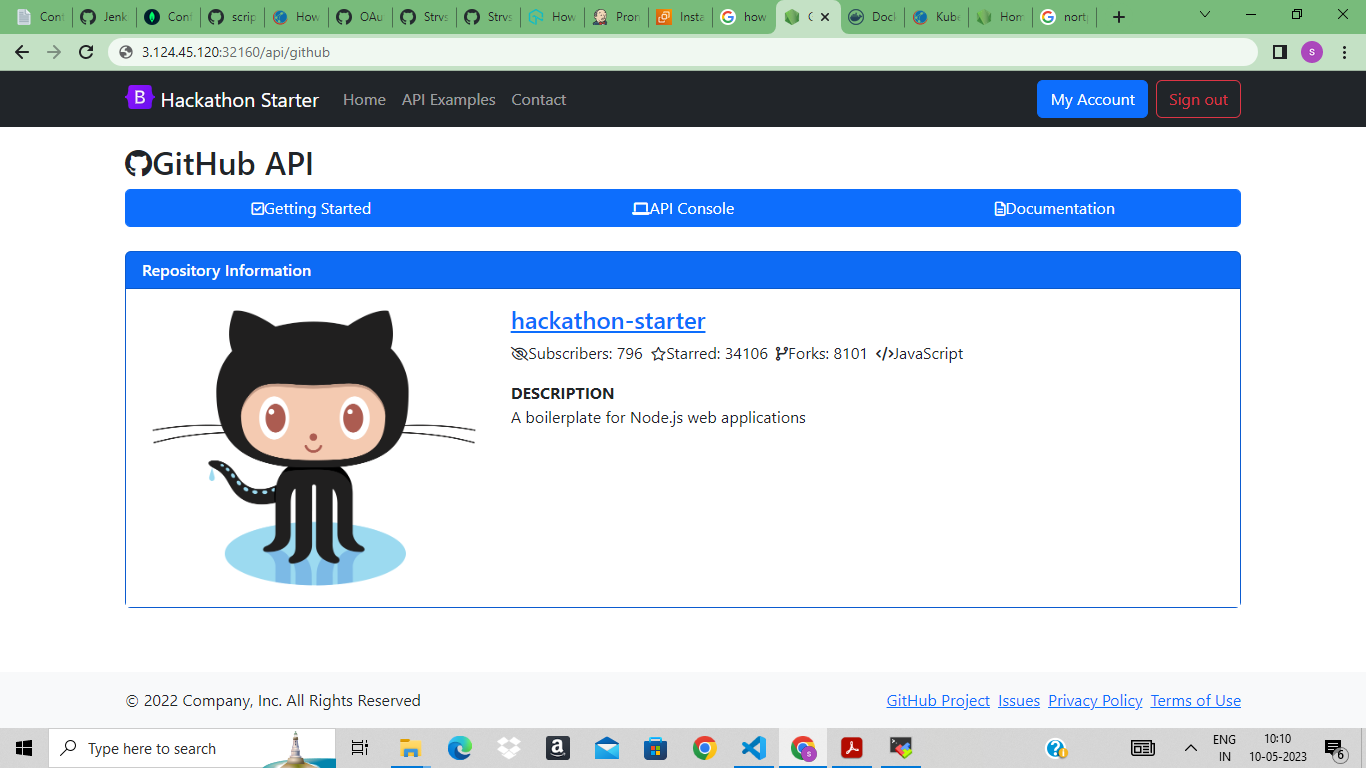 Conf Jenk Conf scrip How OAu Strvs Strvs How Pron Insta how G Dock Kube Hom nort
3.124.45.120:32160/api/github S
B Hackathon Starter Home API Examples Contact My Account Sign out
GitHub API
Getting Started API Console Documentation
Repository Information
hackathon-starter
Subscribers: 796 Starred: 34106 Forks: 8101 JavaScript
DESCRIPTION
A boilerplate for Node.js web applications
© 2022 Company, Inc. All Rights Reserved GitHub Project Issues Privacy Policy Terms of Use
Type here to search
ENG 10:10
IN 10-05-2023 6